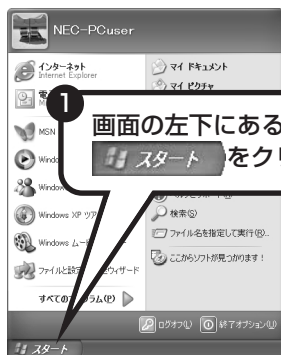 NEC-PCuser
インターネット
Internet Explorer
マイ ドキュメント
マイ ピクチャ
1
画面の左下にある
スタート をク
MSN
Windows XP ツア
検索(S)
ファイル名を指定して実行(R)...
Windows ムー
ここからソフトが見つかります!
ファイルと設定 ウィザード
すべての ラム(P)
ログオフ(L)
終了オプション(U)
スタート